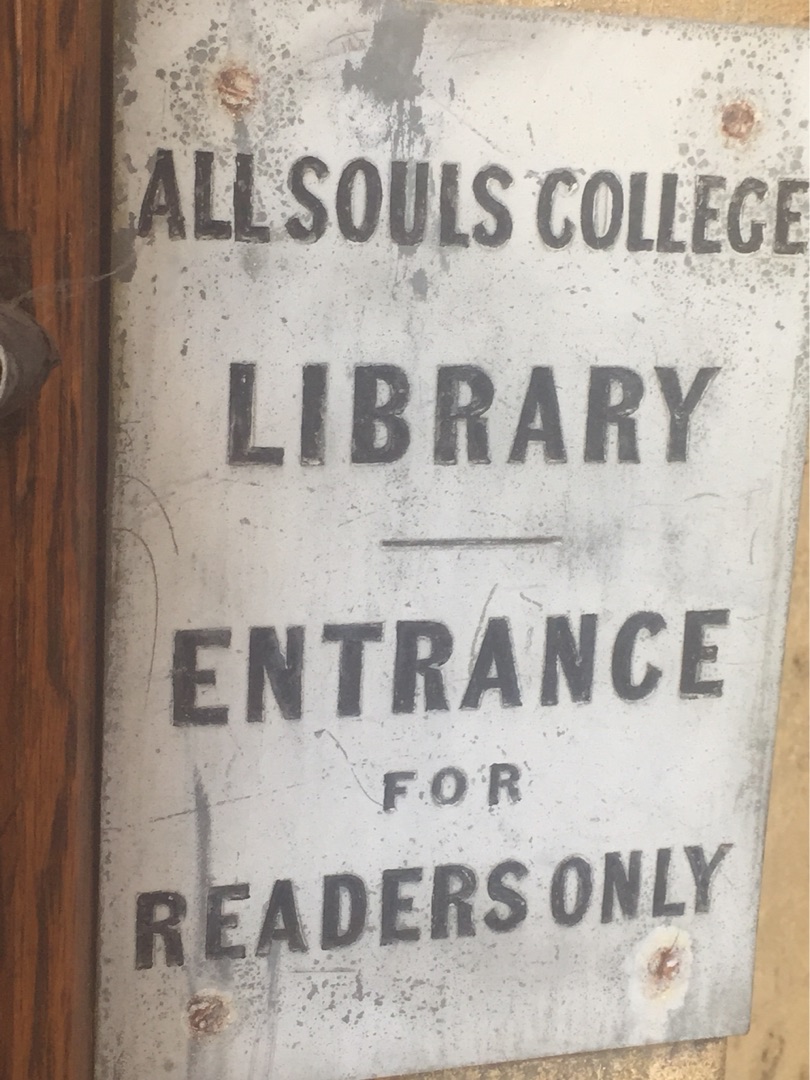 ALL SOULS COLLEGE
LIBRARY
ENTRANCE
FOR
READERS ONLY